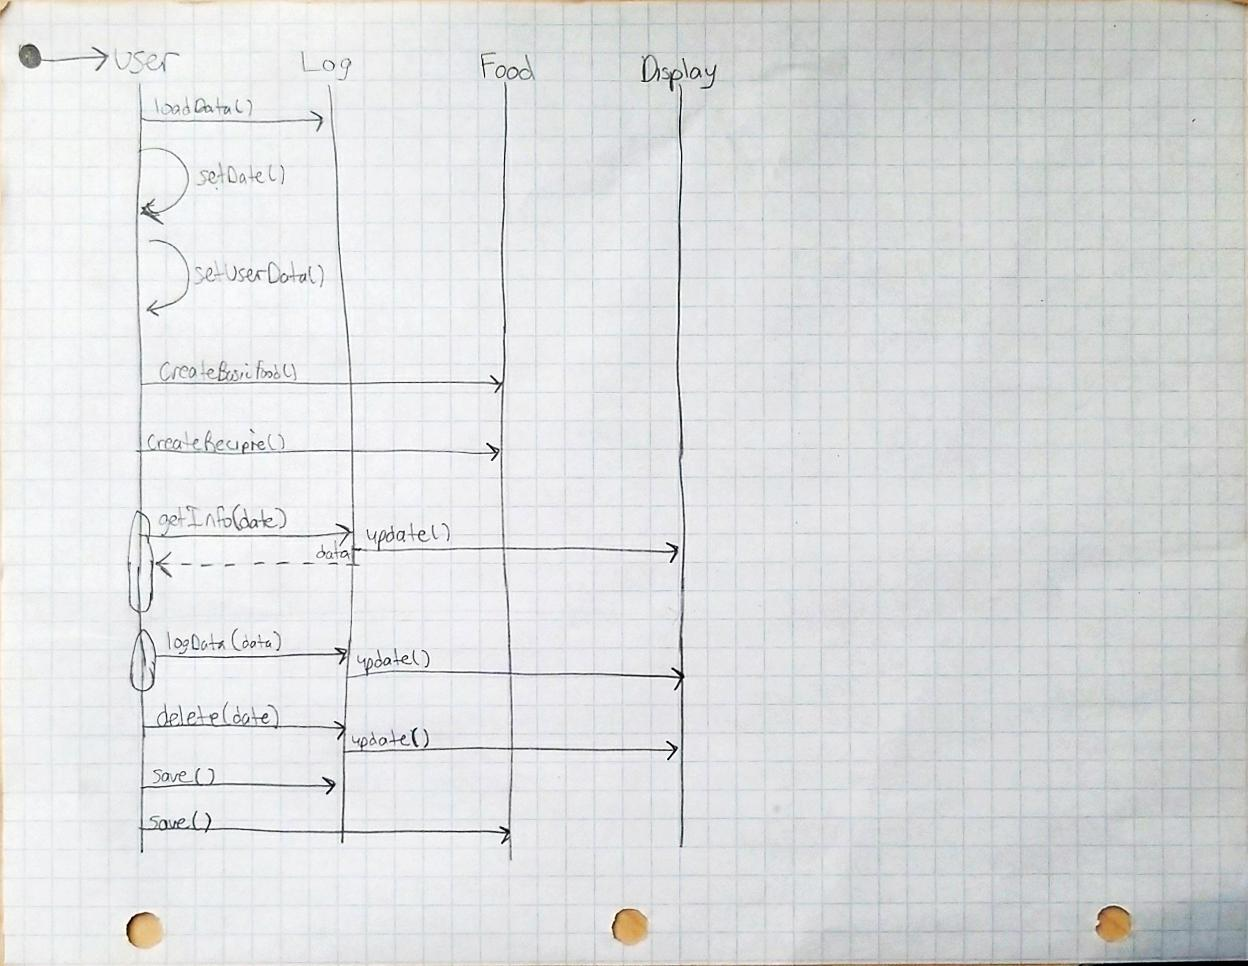 User Log Food Display
loadData()
setDate()
setUserData()
CreateBasicFood()
CreateRecipie()
getInfo(date)
update()
data
logData(data)
update()
delete(date)
update()
save()
save()